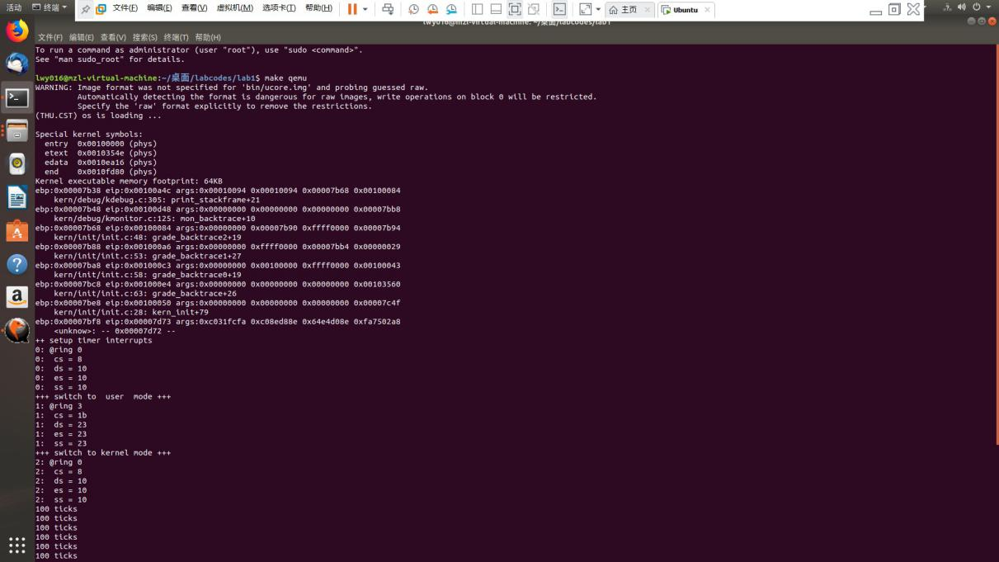 活动 终端 文件(F) 编辑(E) 查看(V) 虚拟机(M) 选项卡(T) 帮助(H) 主页 Ubuntu
lwy016@mzl-virtual-machine: ~/桌面/labcodes/lab1
文件(F) 编辑(E) 查看(V) 搜索(S) 终端(T) 帮助(H)
To run a command as administrator (user "root"), use "sudo <command>".
See "man sudo_root" for details.
lwy016@mzl-virtual-machine:~/桌面/labcodes/lab1$ make qemu
WARNING: Image format was not specified for 'bin/ucore.img' and probing guessed raw.
Automatically detecting the format is dangerous for raw images, write operations on block 0 will be restricted.
Specify the 'raw' format explicitly to remove the restrictions.
(THU.CST) os is loading ...
Special kernel symbols:
entry 0x00100000 (phys)
etext 0x0010354e (phys)
edata 0x0010ea16 (phys)
end 0x0010fd80 (phys)
Kernel executable memory footprint: 64KB
ebp:0x00007b38 eip:0x00100a4c args:0x00010094 0x00010094 0x00007b68 0x00100084
kern/debug/kdebug.c:305: print_stackframe+21
ebp:0x00007b48 eip:0x00100d48 args:0x00000000 0x00000000 0x00000000 0x00007bb8
kern/debug/kmonitor.c:125: mon_backtrace+10
ebp:0x00007b68 eip:0x00100084 args:0x00000000 0x00007b90 0xffff0000 0x00007b94
kern/init/init.c:48: grade_backtrace2+19
ebp:0x00007b88 eip:0x001000a6 args:0x00000000 0xffff0000 0x00007bb4 0x00000029
kern/init/init.c:53: grade_backtrace1+27
ebp:0x00007ba8 eip:0x001000c3 args:0x00000000 0x00100000 0xffff0000 0x00100043
kern/init/init.c:58: grade_backtrace0+19
ebp:0x00007bc8 eip:0x001000e4 args:0x00000000 0x00000000 0x00000000 0x00103560
kern/init/init.c:63: grade_backtrace+26
ebp:0x00007be8 eip:0x00100050 args:0x00000000 0x00000000 0x00000000 0x00007c4f
kern/init/init.c:28: kern_init+79
ebp:0x00007bf8 eip:0x00007d73 args:0xc031fcfa 0xc08ed88e 0x64e4d08e 0xfa7502a8
<unknow>: -- 0x00007d72 --
++ setup timer interrupts
0: @ring 0
0: cs = 8
0: ds = 10
0: es = 10
0: ss = 10
+++ switch to user mode +++
1: @ring 3
1: cs = 1b
1: ds = 23
1: es = 23
1: ss = 23
+++ switch to kernel mode +++
2: @ring 0
2: cs = 8
2: ds = 10
2: es = 10
2: ss = 10
100 ticks
100 ticks
100 ticks
100 ticks
100 ticks
100 ticks